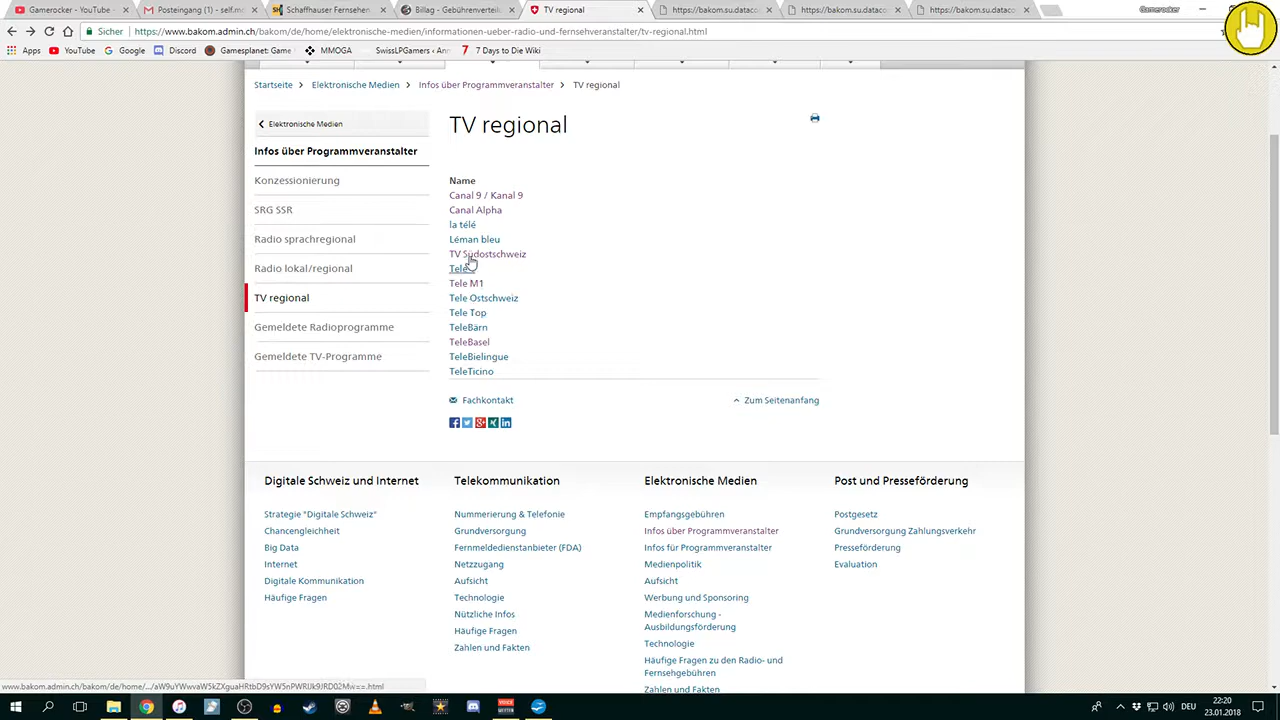 Gamerocker - YouTube
Posteingang (1) - self.m
Schaffhauser Fernsehen
Billag - Gebührenverteil
TV regional
https://bakom.su.dataco
https://bakom.su.dataco
https://bakom.su.dataco
Gamerocker
Sicher
https://www.bakom.admin.ch/bakom/de/home/elektronische-medien/informationen-ueber-radio-und-fernsehveranstalter/tv-regional.html
Apps
YouTube
Google
Discord
Gamesplanet: Game
MMOGA
SwissLPGamers :
7 Days to Die Wiki
Startseite > Elektronische Medien > Infos über Programmveranstalter > TV regional
Elektronische Medien
Infos über Programmveranstalter
Konzessionierung
SRG SSR
Radio sprachregional
Radio lokal/regional
TV regional
Gemeldete Radioprogramme
Gemeldete TV-Programme
TV regional
Name
Canal 9 / Kanal 9
Canal Alpha
la télé
Léman bleu
TV Südostschweiz
Tele
Tele M1
Tele Ostschweiz
Tele Top
TeleBärn
TeleBasel
TeleBielingue
TeleTicino
Fachkontakt
Zum Seitenanfang
Digitale Schweiz und Internet
Strategie "Digitale Schweiz"
Chancengleichheit
Big Data
Internet
Digitale Kommunikation
Häufige Fragen
Telekommunikation
Nummerierung & Telefonie
Grundversorgung
Fernmeldedienstanbieter (FDA)
Netzzugang
Aufsicht
Technologie
Nützliche Infos
Häufige Fragen
Zahlen und Fakten
Elektronische Medien
Empfangsgebühren
Infos über Programmveranstalter
Infos für Programmveranstalter
Medienpolitik
Aufsicht
Werbung und Sponsoring
Medienforschung -
Ausbildungsförderung
Technologie
Häufige Fragen zu den Radio- und
Fernsehgebühren
Zahlen und Fakten
Post und Presseförderung
Postgesetz
Grundversorgung Zahlungsverkehr
Presseförderung
Evaluation
DEU
22:20
23.01.2018